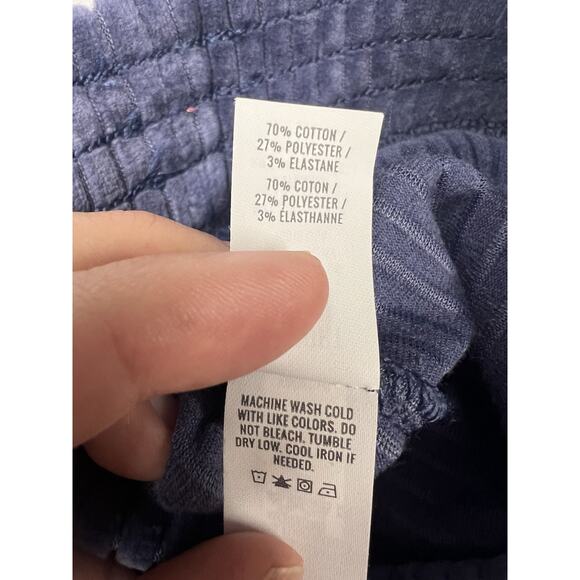 70% COTTON /
27% POLYESTER /
3% ELASTANE
70% COTON /
27% POLYESTER /
3% ÉLASTHANNE
MACHINE WASH COLD
WITH LIKE COLORS. DO
NOT BLEACH. TUMBLE
DRY LOW. COOL IRON IF
NEEDED.